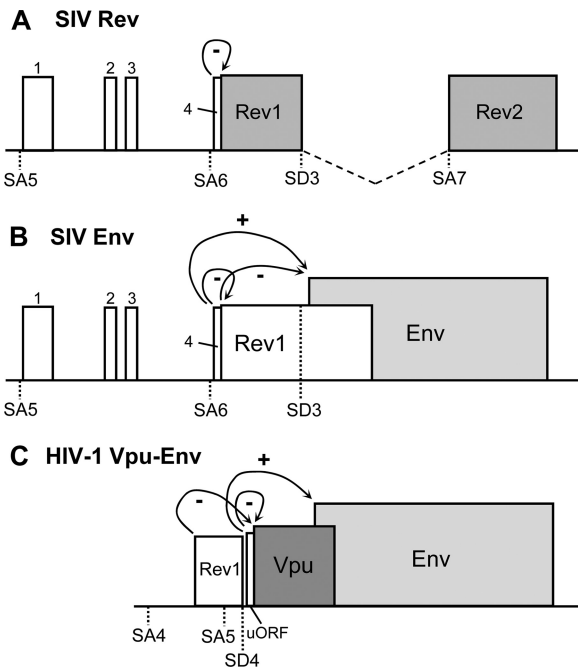 A SIV Rev
-
1 2 3
4
Rev1 Rev2
SA5 SA6 SD3 SA7
B SIV Env
+
- -
1 2 3
4
Rev1 Env
SA5 SA6 SD3
C HIV-1 Vpu-Env
+
- -
Rev1 Vpu Env
SA4 SA5 uORF
SD4